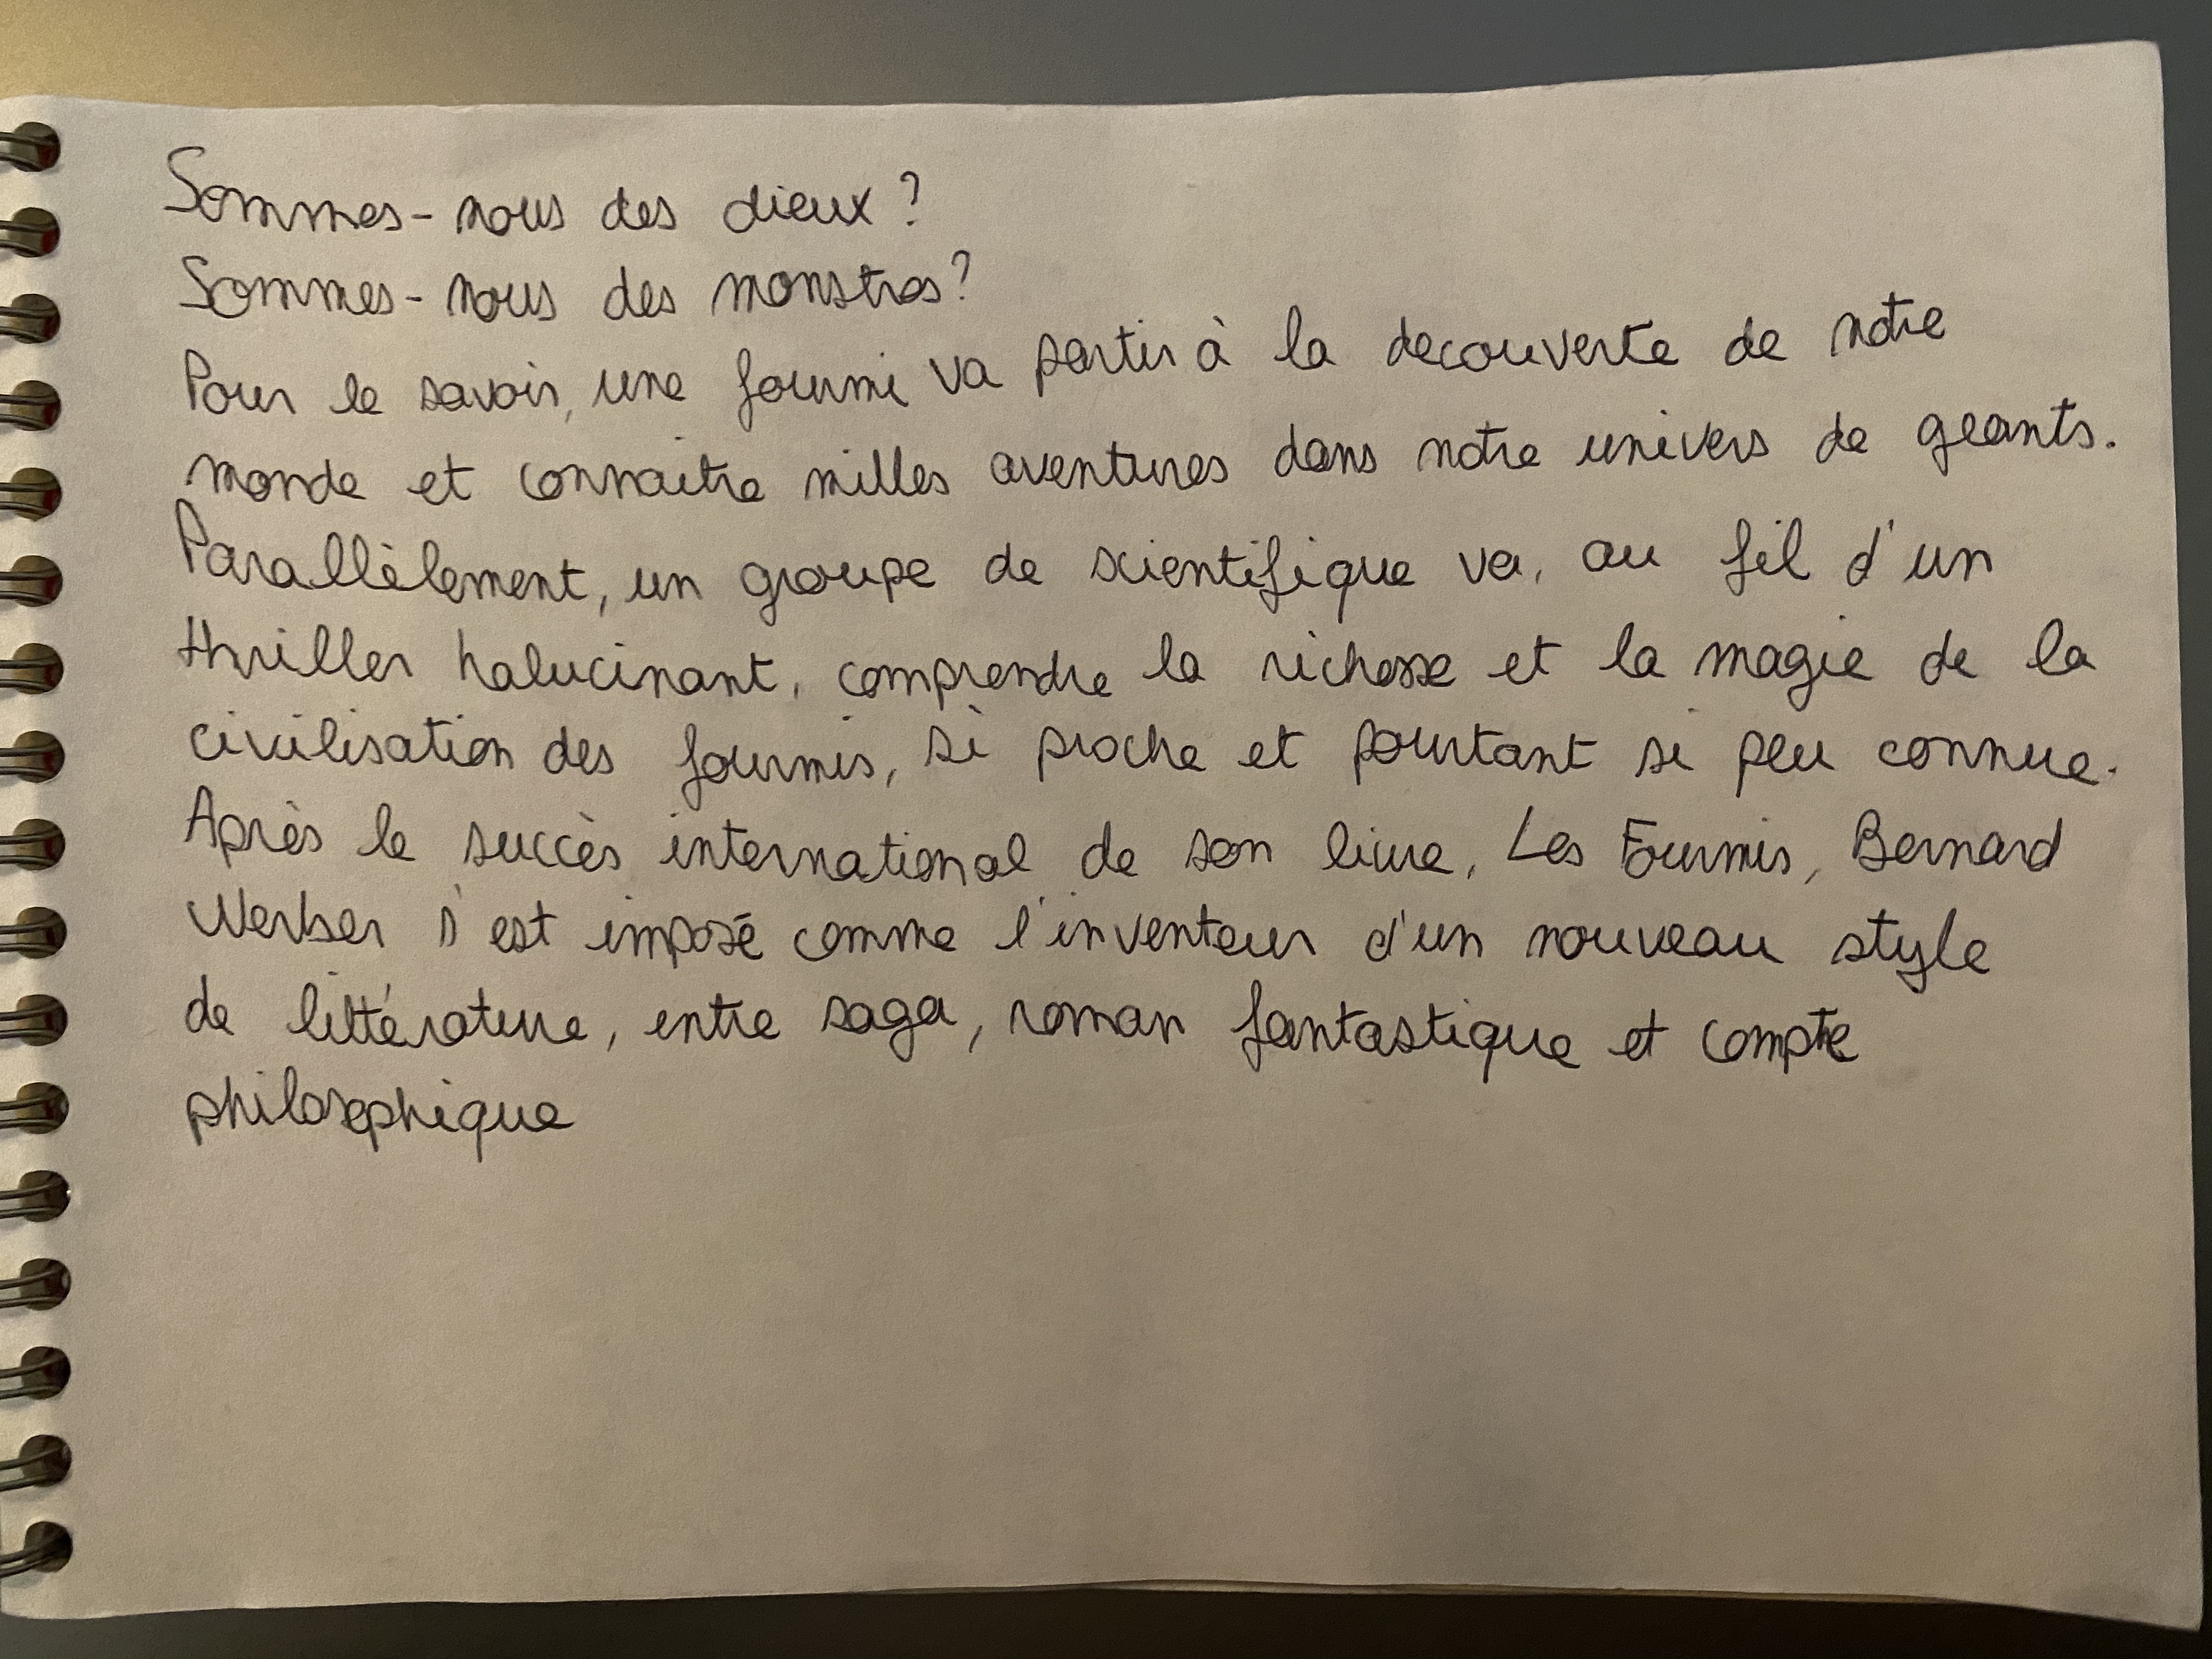 Sommes-nous des dieux ?
Sommes-nous des monstres ?
Pour le savoir, une fourmi va partir à la decouverte de notre
monde et connaitre milles aventures dans notre univers de geants.
Parallèlement, un groupe de scientifique va, au fil d'un
thriller halucinant, comprendre la richesse et la magie de la
civilisation des fourmis, si proche et pourtant si peu connue.
Après le succès international de son livre, Les Fourmis, Bernard
Werber s'est imposé comme l'inventeur d'un nouveau style
de littérature, entre saga, roman fantastique et compte
philosophique